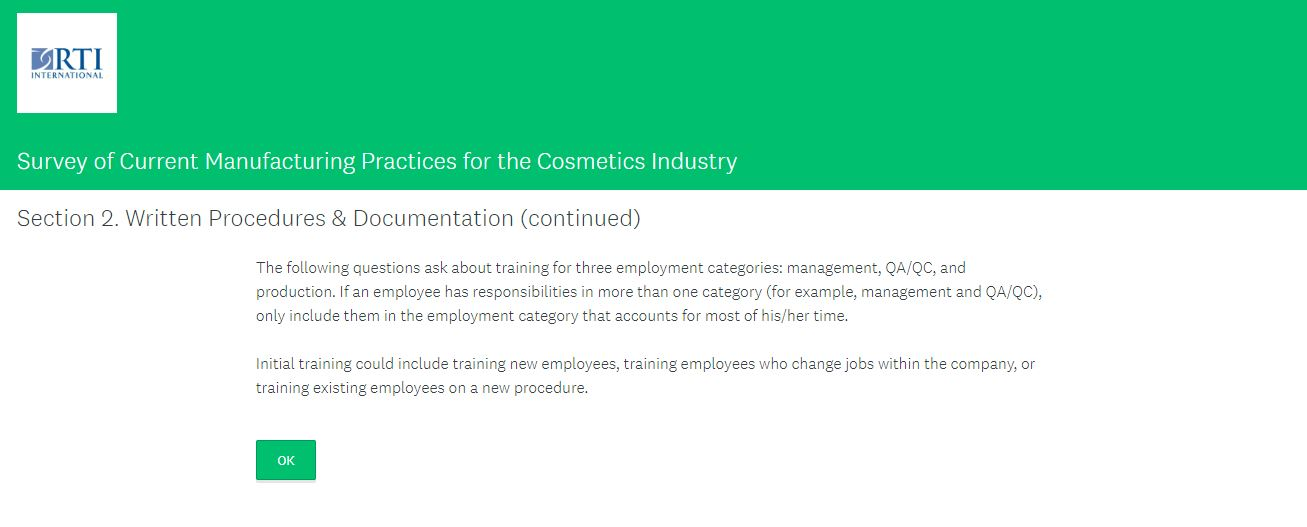 RTI
INTERNATIONAL
Survey of Current Manufacturing Practices for the Cosmetics Industry
Section 2. Written Procedures & Documentation (continued)
The following questions ask about training for three employment categories: management, QA/QC, and
production. If an employee has responsibilities in more than one category (for example, management and QA/QC),
only include them in the employment category that accounts for most of his/her time.
Initial training could include training new employees, training employees who change jobs within the company, or
training existing employees on a new procedure.
OK